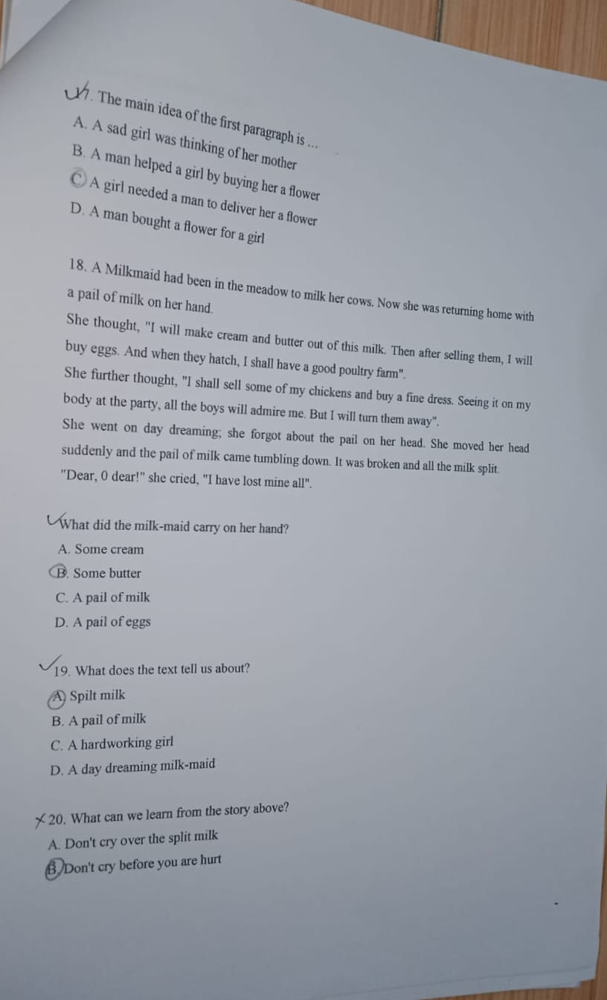 17. The main idea of the first paragraph is ...
A. A sad girl was thinking of her mother
B. A man helped a girl by buying her a flower
C. A girl needed a man to deliver her a flower
D. A man bought a flower for a girl
18. A Milkmaid had been in the meadow to milk her cows. Now she was returning home with
a pail of milk on her hand.
She thought, "I will make cream and butter out of this milk. Then after selling them, I will
buy eggs. And when they hatch, I shall have a good poultry farm".
She further thought, "I shall sell some of my chickens and buy a fine dress. Seeing it on my
body at the party, all the boys will admire me. But I will turn them away".
She went on day dreaming; she forgot about the pail on her head. She moved her head
suddenly and the pail of milk came tumbling down. It was broken and all the milk split.
"Dear, 0 dear!" she cried, "I have lost mine all".
What did the milk-maid carry on her hand?
A. Some cream
B. Some butter
C. A pail of milk
D. A pail of eggs
19. What does the text tell us about?
A. Spilt milk
B. A pail of milk
C. A hardworking girl
D. A day dreaming milk-maid
20. What can we learn from the story above?
A. Don't cry over the split milk
B. Don't cry before you are hurt